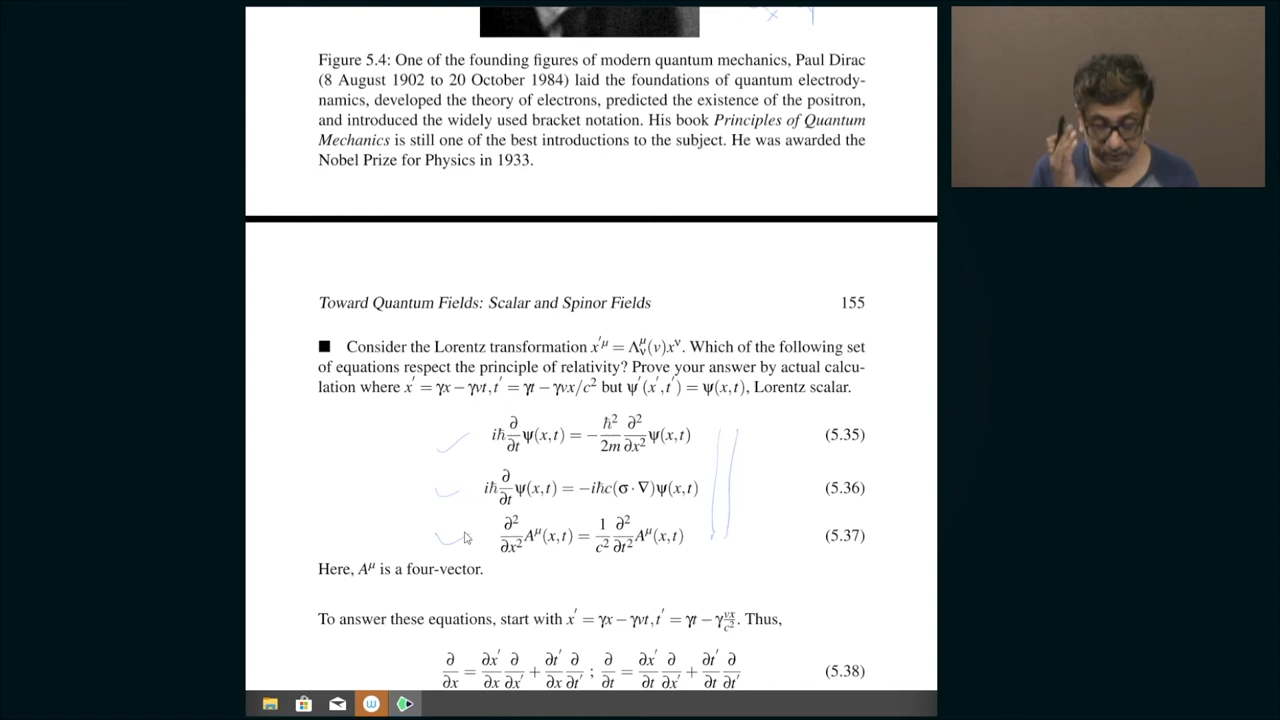 Figure 5.4: One of the founding figures of modern quantum mechanics, Paul Dirac
(8 August 1902 to 20 October 1984) laid the foundations of quantum electrody-
namics, developed the theory of electrons, predicted the existence of the positron,
and introduced the widely used bracket notation. His book Principles of Quantum
Mechanics is still one of the best introductions to the subject. He was awarded the
Nobel Prize for Physics in 1933.
Toward Quantum Fields: Scalar and Spinor Fields 155
■ Consider the Lorentz transformation x′^μ = Λ^μ_ν(v)x^ν. Which of the following set
of equations respect the principle of relativity? Prove your answer by actual calcu-
lation where x′ = γx − γvt, t′ = γt − γvx/c² but ψ′(x′,t′) = ψ(x,t), Lorentz scalar.
iħ ∂/∂t ψ(x,t) = − ħ²/2m ∂²/∂x² ψ(x,t) (5.35)
iħ ∂/∂t ψ(x,t) = −iħc(σ·∇)ψ(x,t) (5.36)
∂²/∂x² A^μ(x,t) = 1/c² ∂²/∂t² A^μ(x,t) (5.37)
Here, A^μ is a four-vector.
To answer these equations, start with x′ = γx − γvt, t′ = γt − γ vx/c². Thus,
∂/∂x = ∂x′/∂x ∂/∂x′ + ∂t′/∂x ∂/∂t′ ; ∂/∂t = ∂x′/∂t ∂/∂x′ + ∂t′/∂t ∂/∂t′ (5.38)